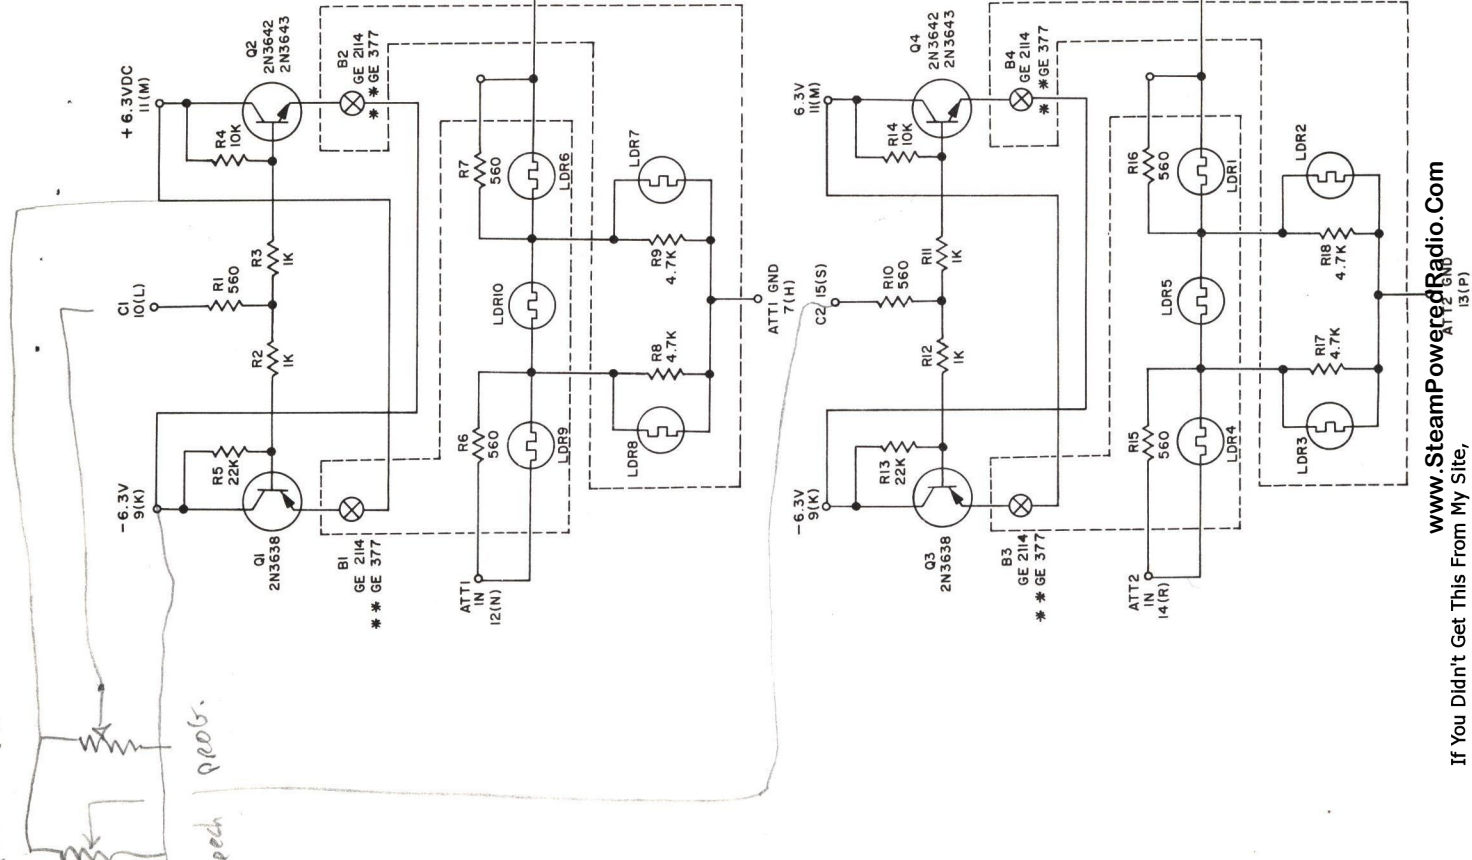 +6.3VDC
11(M)
Q2
2N3642
2N3643
B2
GE 2114
* * GE 377
R4
10K
R7
560
LDR6
LDR7
R3
1K
R1
560
C1
10(L)
R9
4.7K
LDR10
ATT1 GND
7(H)
R2
1K
R8
4.7K
-6.3V
9(K)
R5
22K
R6
560
LDR9
LDR8
Q1
2N3638
B1
GE 2114
* * GE 377
ATT1
IN
12(N)
6.3V
11(M)
Q4
2N3642
2N3643
B4
GE 2114
* * GE 377
R14
10K
R16
560
LDR1
LDR2
R11
1K
R10
560
C2 15(S)
R18
4.7K
LDR5
ATT2 GND
13(P)
R12
1K
R17
4.7K
-6.3V
9(K)
R13
22K
R15
560
LDR4
LDR3
Q3
2N3638
B3
GE 2114
* * GE 377
ATT2
IN
14(R)
PROG.
pech
www.SteamPoweredRadio.Com
If You Didn't Get This From My Site,